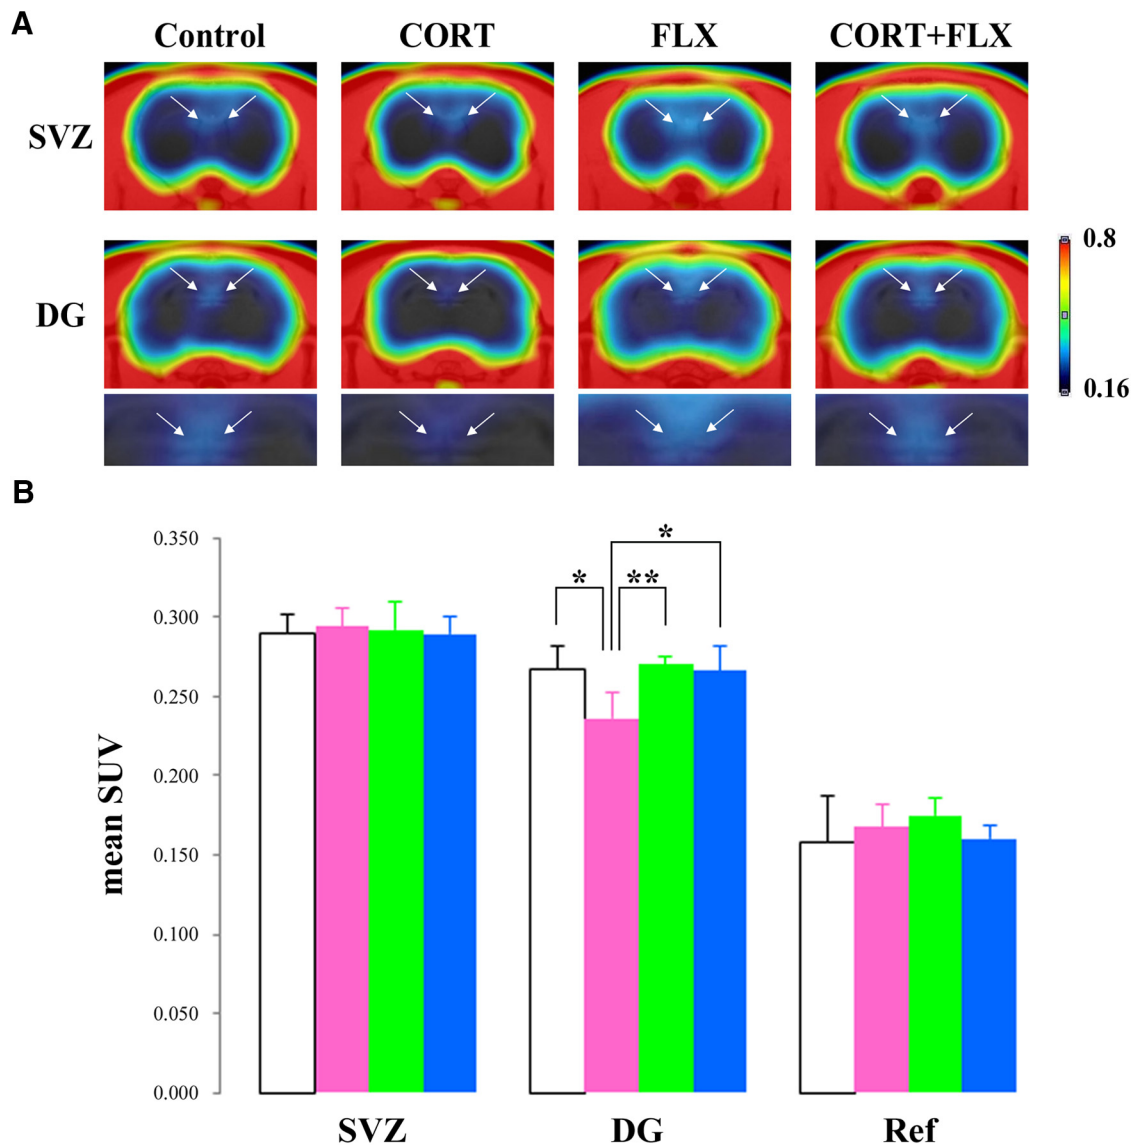 A
Control CORT FLX CORT+FLX
SVZ
DG
0.8
0.16
B
mean SUV
0.350
0.300
0.250
0.200
0.150
0.100
0.050
0.000
*
* **
SVZ DG Ref